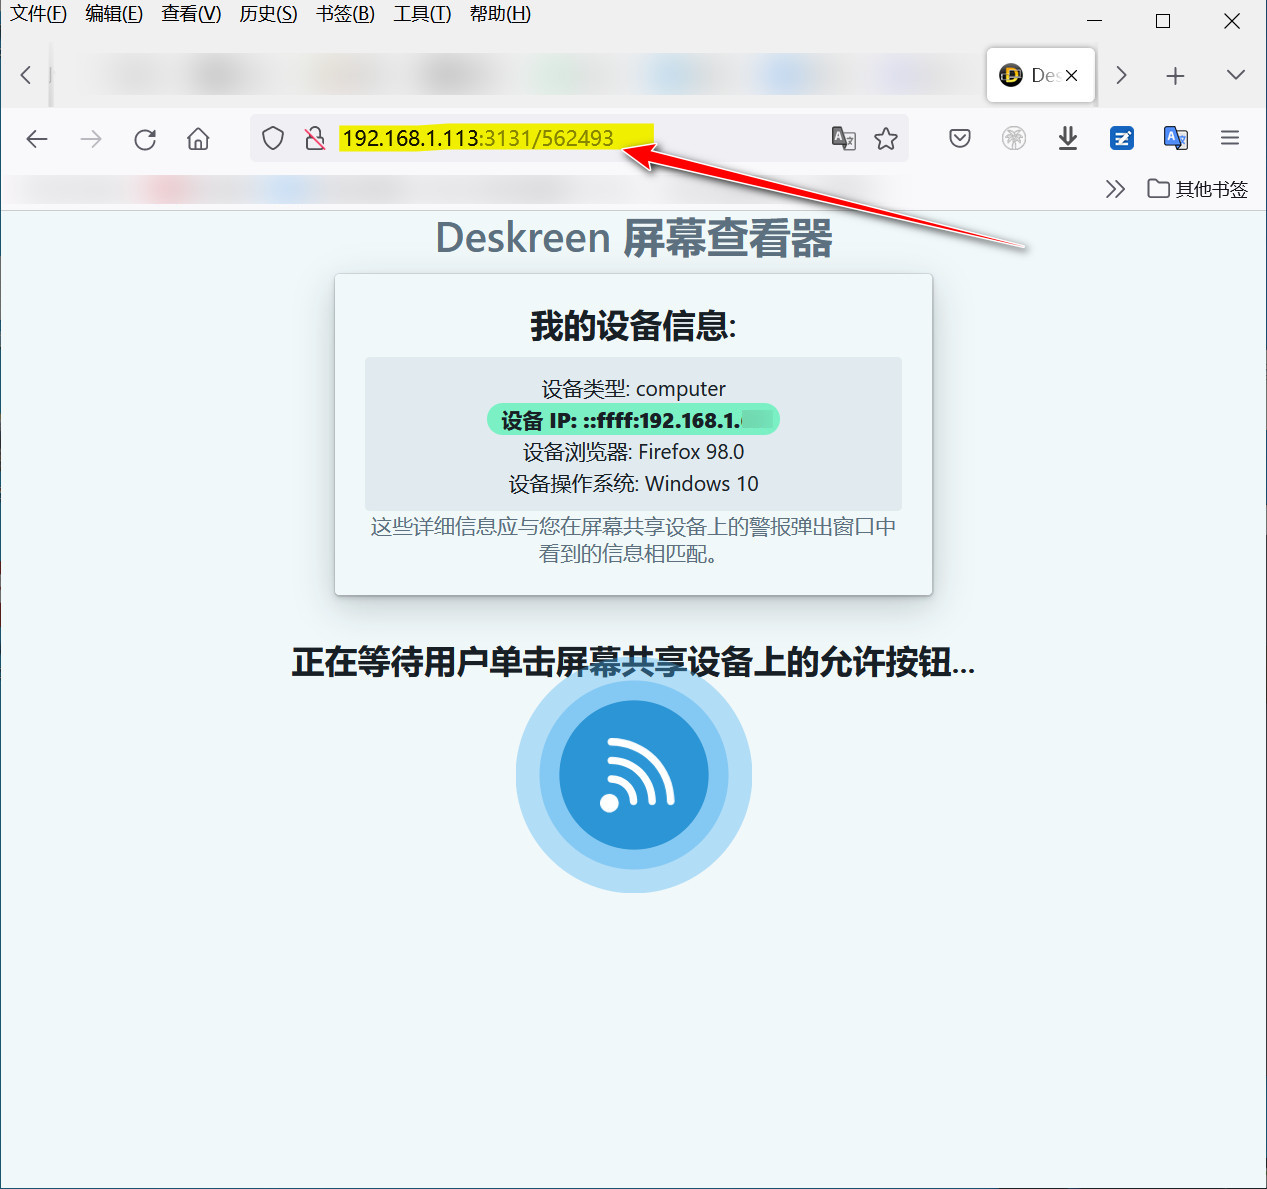 文件(F) 编辑(E) 查看(V) 历史(S) 书签(B) 工具(T) 帮助(H)
192.168.1.113:3131/562493
其他书签
Deskreen 屏幕查看器
我的设备信息:
设备类型: computer
设备 IP: ::ffff:192.168.1.
设备浏览器: Firefox 98.0
设备操作系统: Windows 10
这些详细信息应与您在屏幕共享设备上的警报弹出窗口中
看到的信息相匹配。
正在等待用户单击屏幕共享设备上的允许按钮...